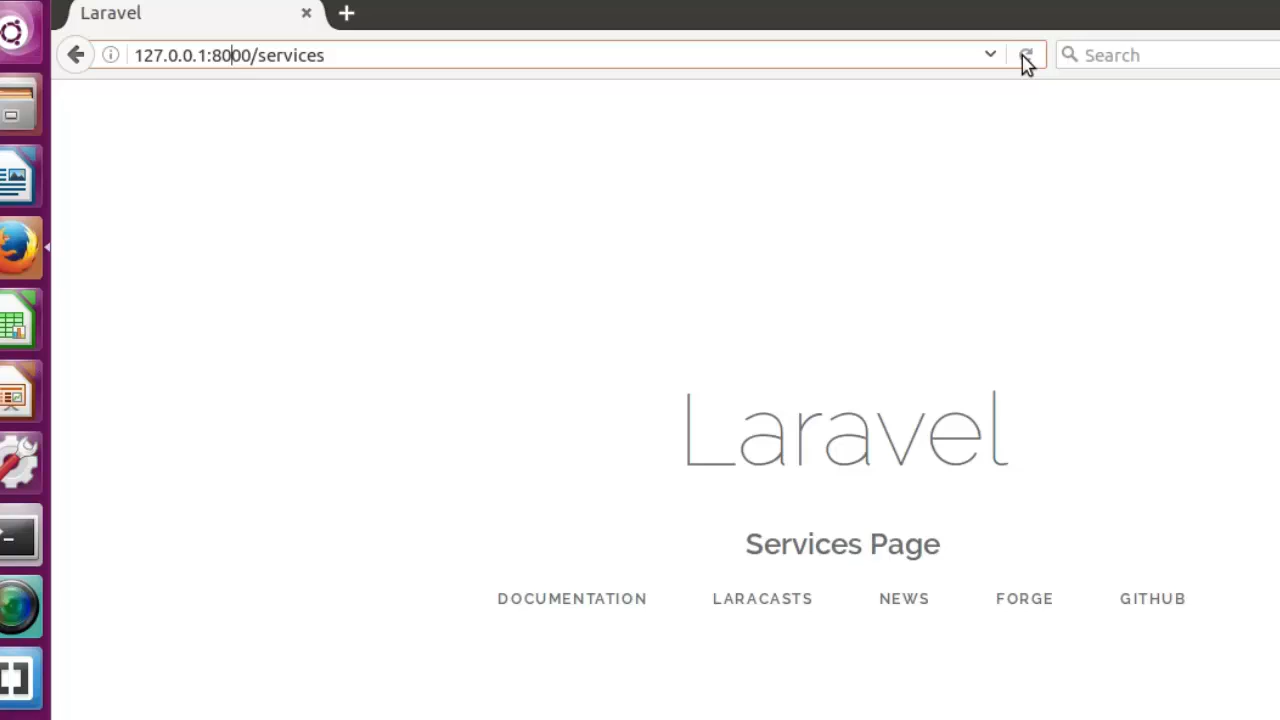 Laravel
127.0.0.1:8000/services
Search
Laravel
Services Page
DOCUMENTATION LARACASTS NEWS FORGE GITHUB